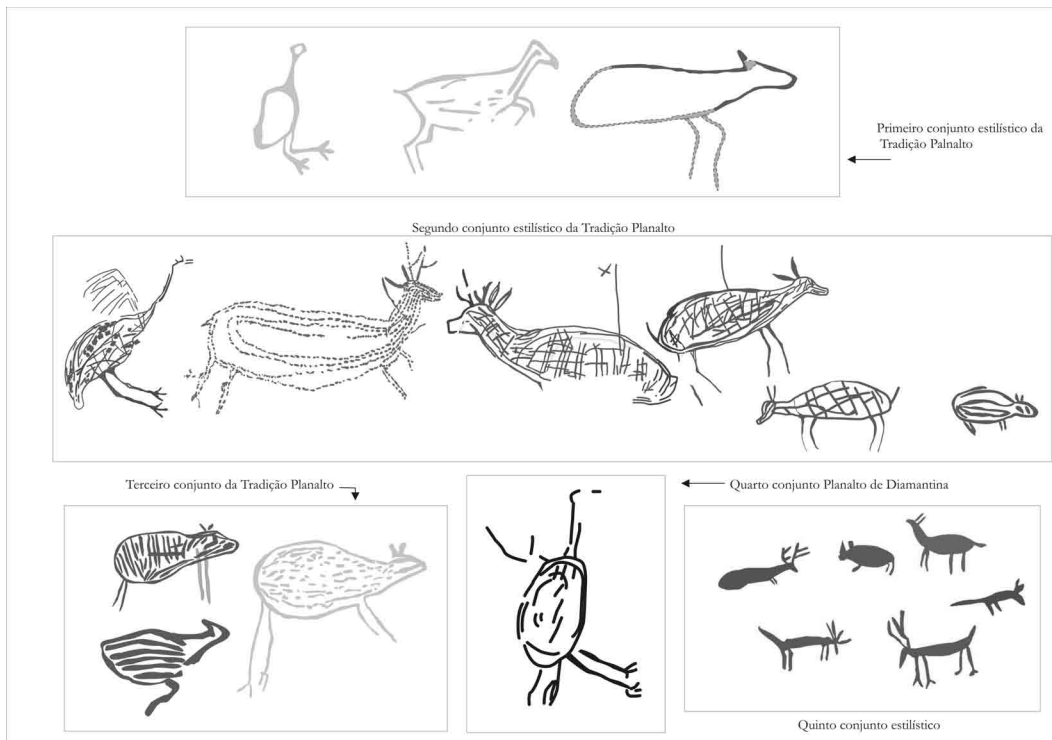 Primeiro conjunto estilístico da
Tradição Palnalto
Segundo conjunto estilístico da Tradição Planalto
Terceiro conjunto da Tradição Planalto
Quarto conjunto Planalto de Diamantina
Quinto conjunto estilístico